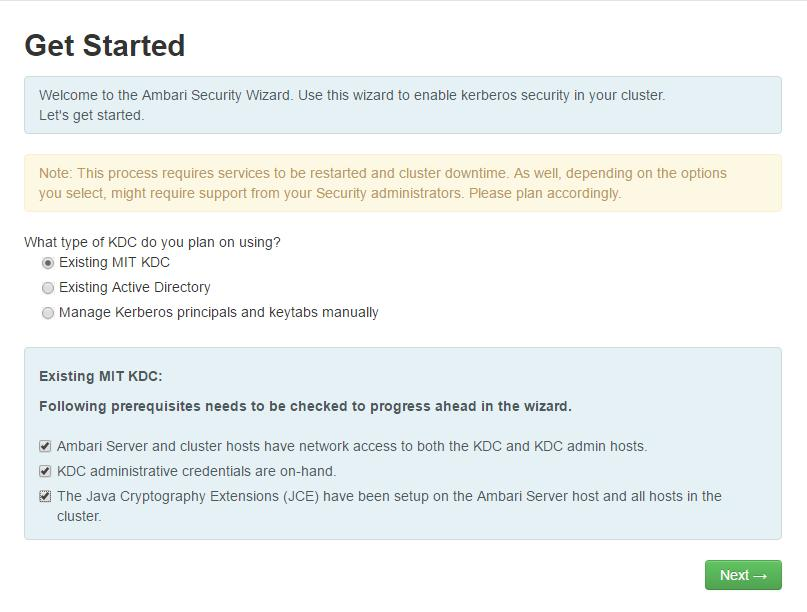 Get Started
Welcome to the Ambari Security Wizard. Use this wizard to enable kerberos security in your cluster.
Let's get started.
Note: This process requires services to be restarted and cluster downtime. As well, depending on the options
you select, might require support from your Security administrators. Please plan accordingly.
What type of KDC do you plan on using?
Existing MIT KDC
Existing Active Directory
Manage Kerberos principals and keytabs manually
Existing MIT KDC:
Following prerequisites needs to be checked to progress ahead in the wizard.
Ambari Server and cluster hosts have network access to both the KDC and KDC admin hosts.
KDC administrative credentials are on-hand.
The Java Cryptography Extensions (JCE) have been setup on the Ambari Server host and all hosts in the
cluster.
Next →